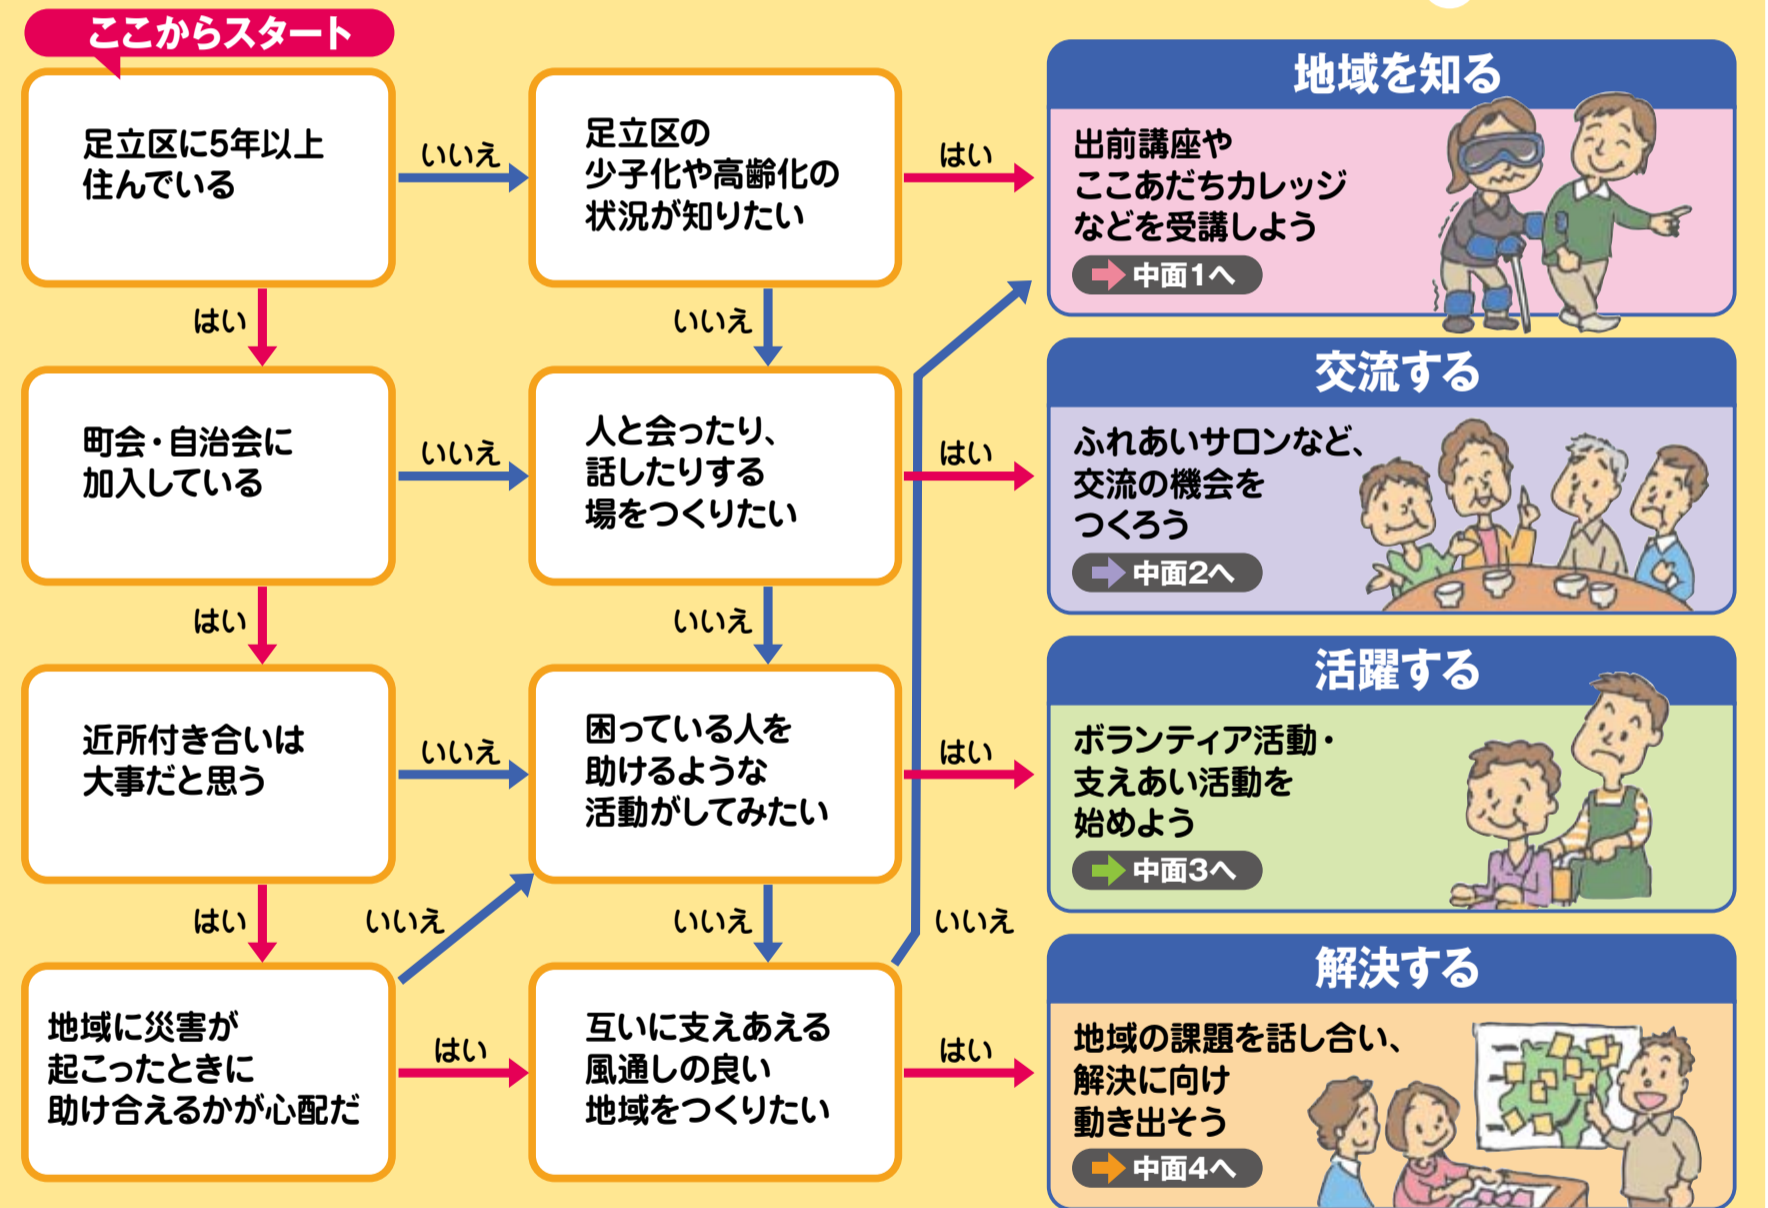 ここからスタート
足立区に5年以上
住んでいる
いいえ
足立区の
少子化や高齢化の
状況が知りたい
はい
地域を知る
出前講座や
ここあだちカレッジ
などを受講しよう
中面1へ
はい
いいえ
町会・自治会に
加入している
いいえ
人と会ったり、
話したりする
場をつくりたい
はい
交流する
ふれあいサロンなど、
交流の機会を
つくろう
中面2へ
はい
いいえ
近所付き合いは
大事だと思う
いいえ
困っている人を
助けるような
活動がしてみたい
はい
活躍する
ボランティア活動・
支えあい活動を
始めよう
中面3へ
はい
いいえ
いいえ
いいえ
地域に災害が
起こったときに
助け合えるかが心配だ
はい
互いに支えあえる
風通しの良い
地域をつくりたい
はい
解決する
地域の課題を話し合い、
解決に向け
動き出そう
中面4へ